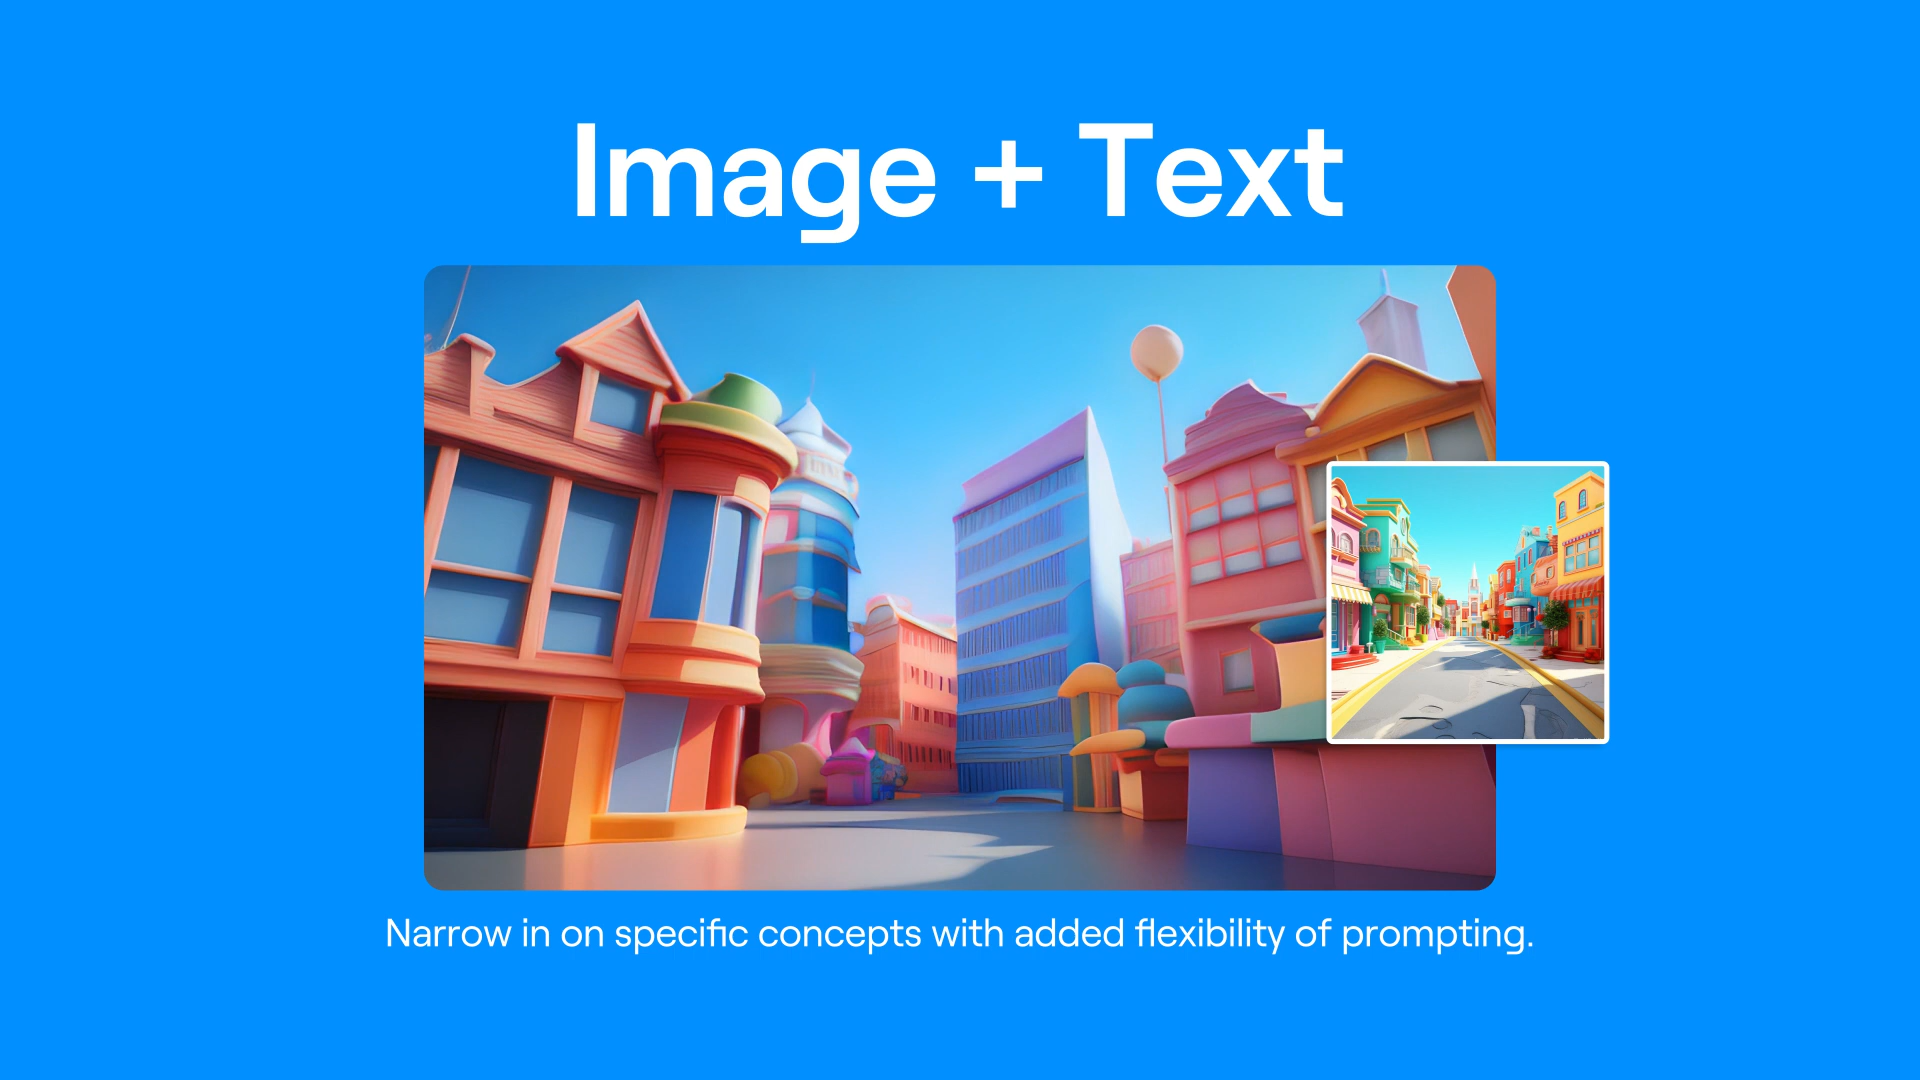 Image + Text
Narrow in on specific concepts with added flexibility of prompting.